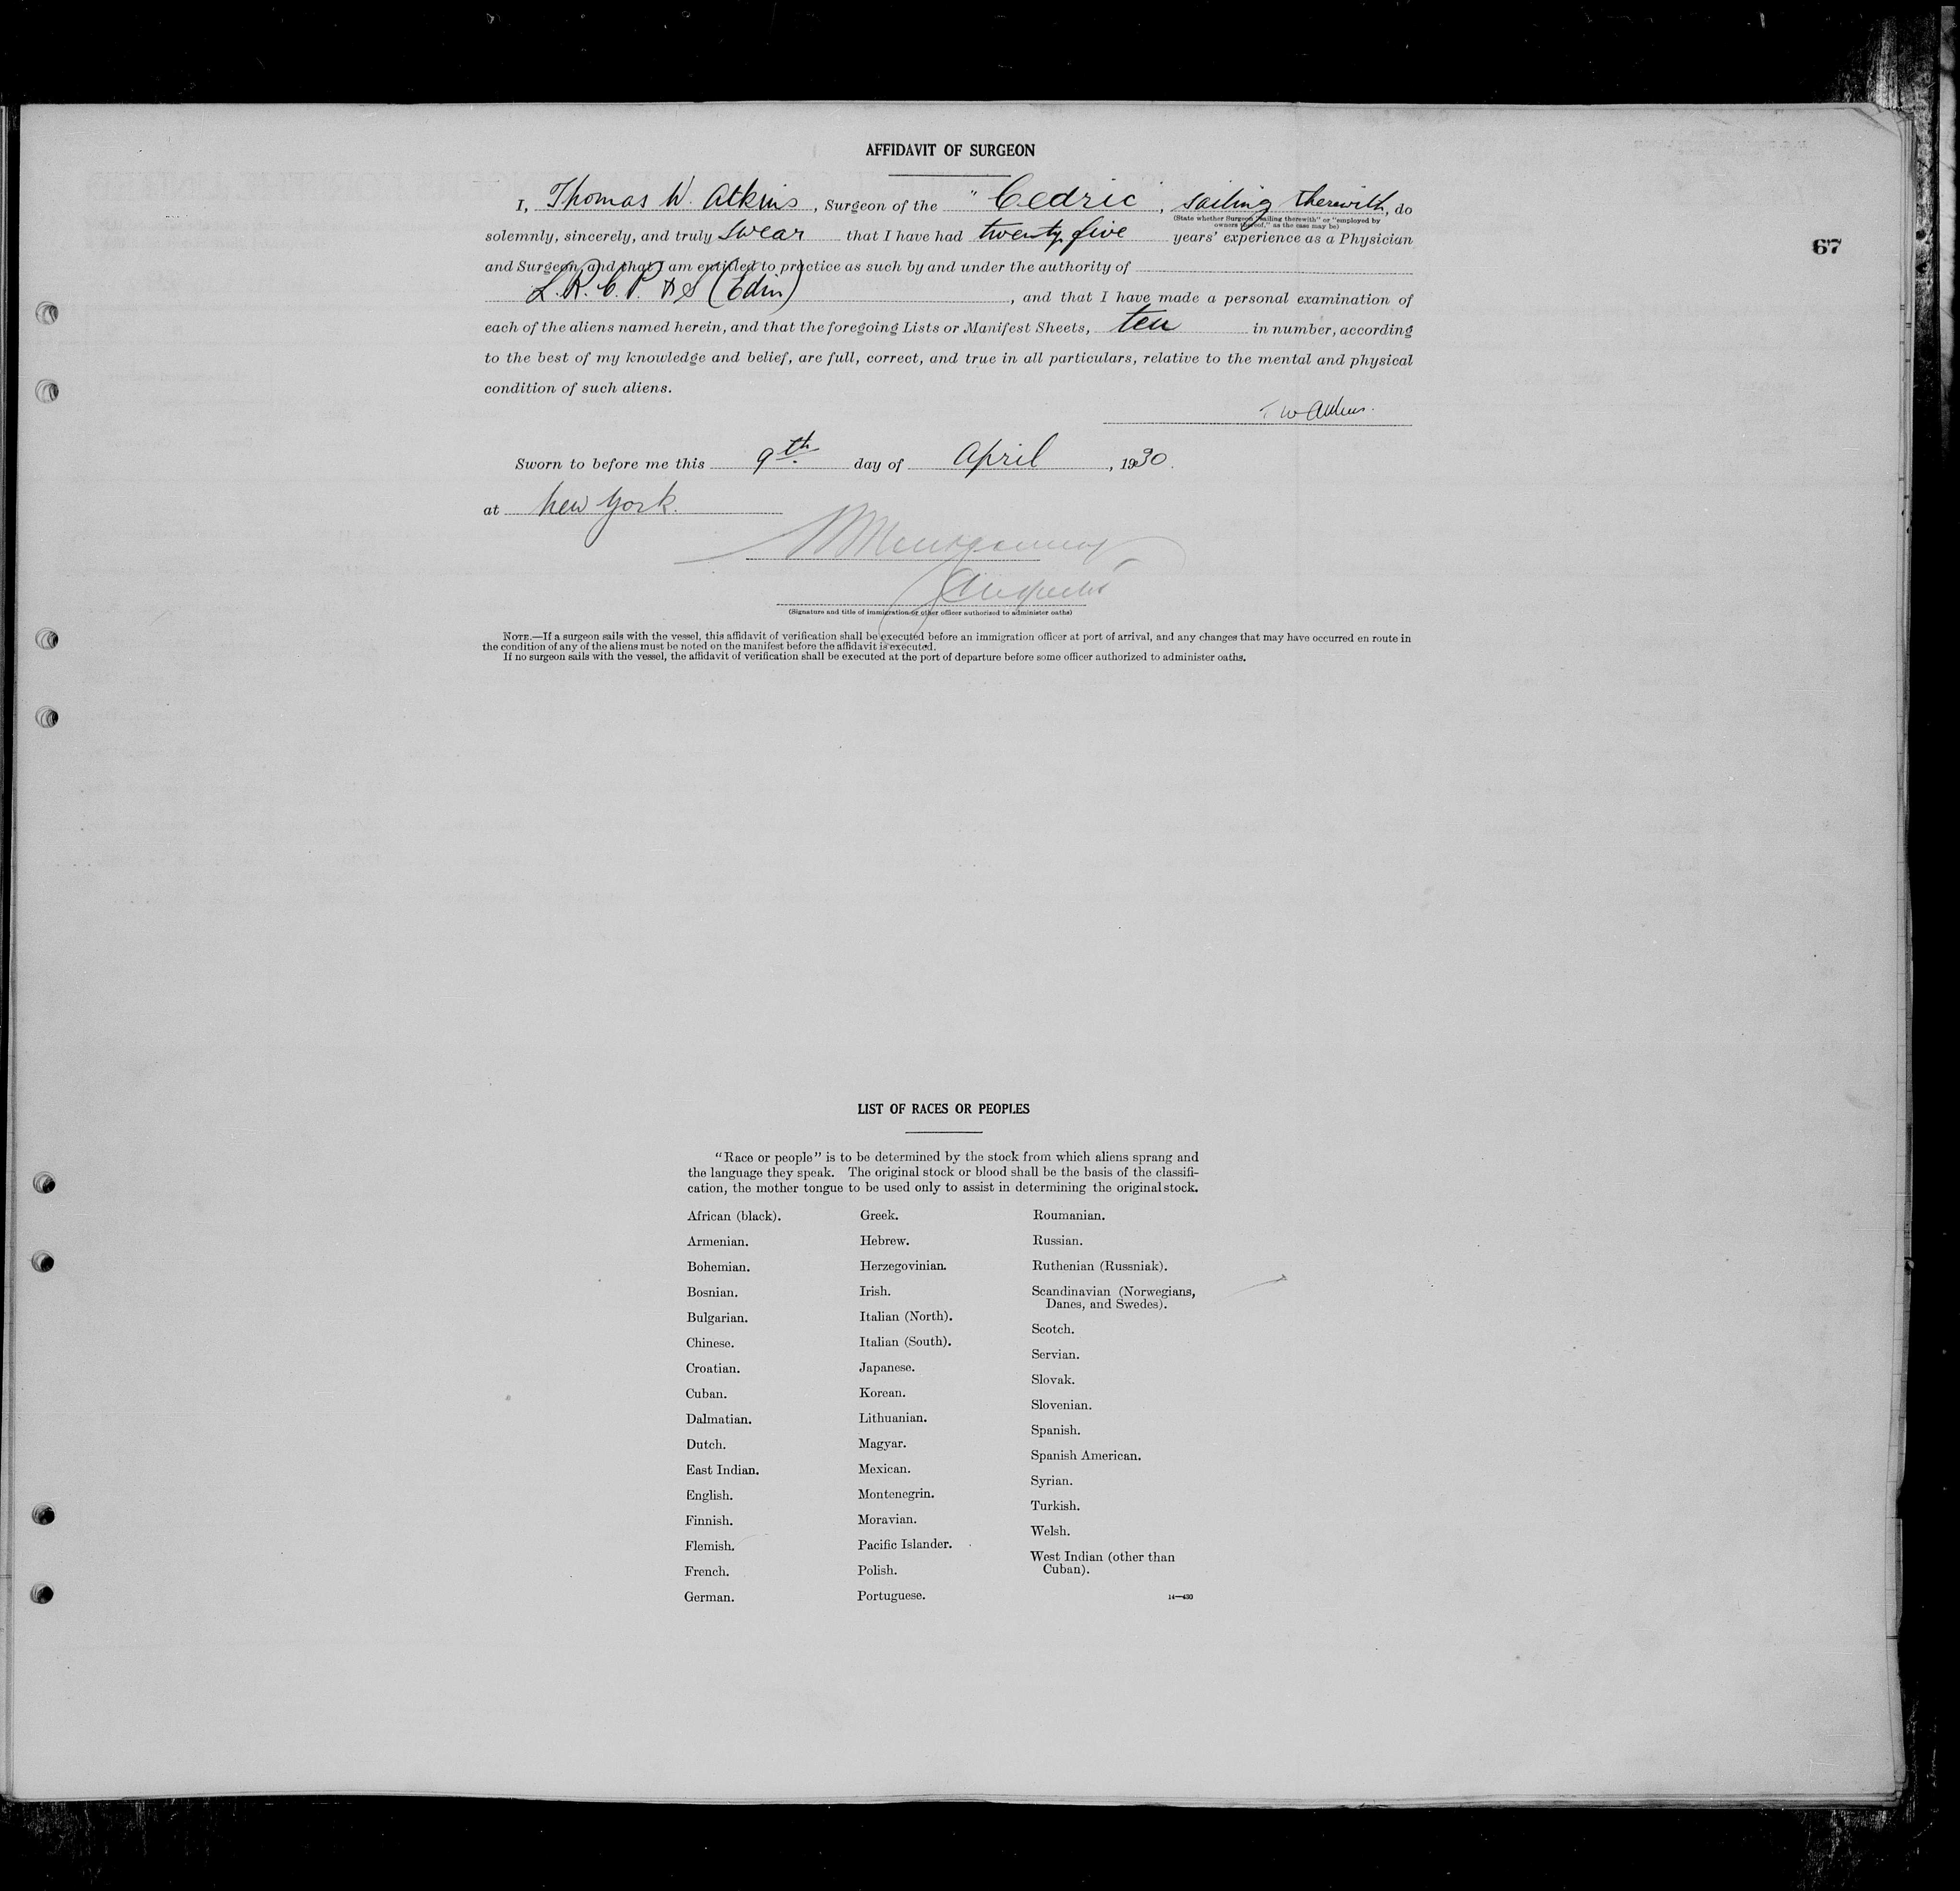 AFFIDAVIT OF SURGEON
I, Thomas W. Atkins, Surgeon of the "Cedric", sailing therewith, do
(State whether Surgeon "sailing therewith" or "employed by
owners thereof," as the case may be)
solemnly, sincerely, and truly swear that I have had twenty five years' experience as a Physician
67
and Surgeon, and that I am entitled to practice as such by and under the authority of
L.R.C.P. & S (Edin), and that I have made a personal examination of
each of the aliens named herein, and that the foregoing Lists or Manifest Sheets, ten in number, according
to the best of my knowledge and belief, are full, correct, and true in all particulars, relative to the mental and physical
condition of such aliens.
T W Atkins.
Sworn to before me this 9th day of April, 1930.
at New York.
Montgomery
Inspector
(Signature and title of immigration or other officer authorized to administer oaths)
NOTE.—If a surgeon sails with the vessel, this affidavit of verification shall be executed before an immigration officer at port of arrival, and any changes that may have occurred en route in
the condition of any of the aliens must be noted on the manifest before the affidavit is executed.
If no surgeon sails with the vessel, the affidavit of verification shall be executed at the port of departure before some officer authorized to administer oaths.
LIST OF RACES OR PEOPLES
"Race or people" is to be determined by the stock from which aliens sprang and
the language they speak. The original stock or blood shall be the basis of the classifi-
cation, the mother tongue to be used only to assist in determining the original stock.
African (black).
Armenian.
Bohemian.
Bosnian.
Bulgarian.
Chinese.
Croatian.
Cuban.
Dalmatian.
Dutch.
East Indian.
English.
Finnish.
Flemish.
French.
German.
Greek.
Hebrew.
Herzegovinian.
Irish.
Italian (North).
Italian (South).
Japanese.
Korean.
Lithuanian.
Magyar.
Mexican.
Montenegrin.
Moravian.
Pacific Islander.
Polish.
Portuguese.
Roumanian.
Russian.
Ruthenian (Russniak).
Scandinavian (Norwegians,
Danes, and Swedes).
Scotch.
Servian.
Slovak.
Slovenian.
Spanish.
Spanish American.
Syrian.
Turkish.
Welsh.
West Indian (other than
Cuban).
14—430